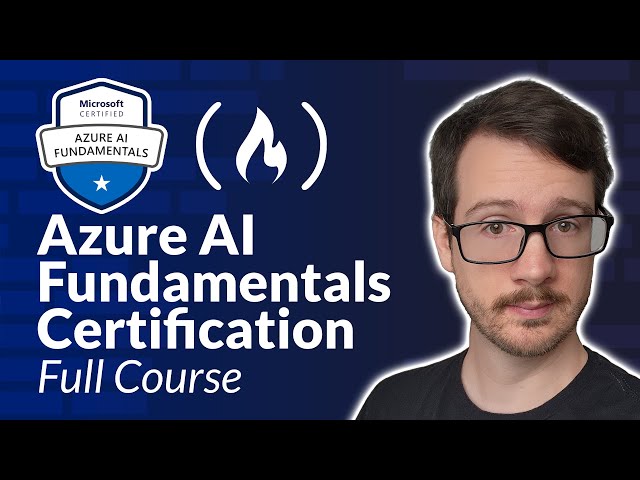 Microsoft
CERTIFIED
AZURE AI
FUNDAMENTALS
Azure AI
Fundamentals
Certification
Full Course